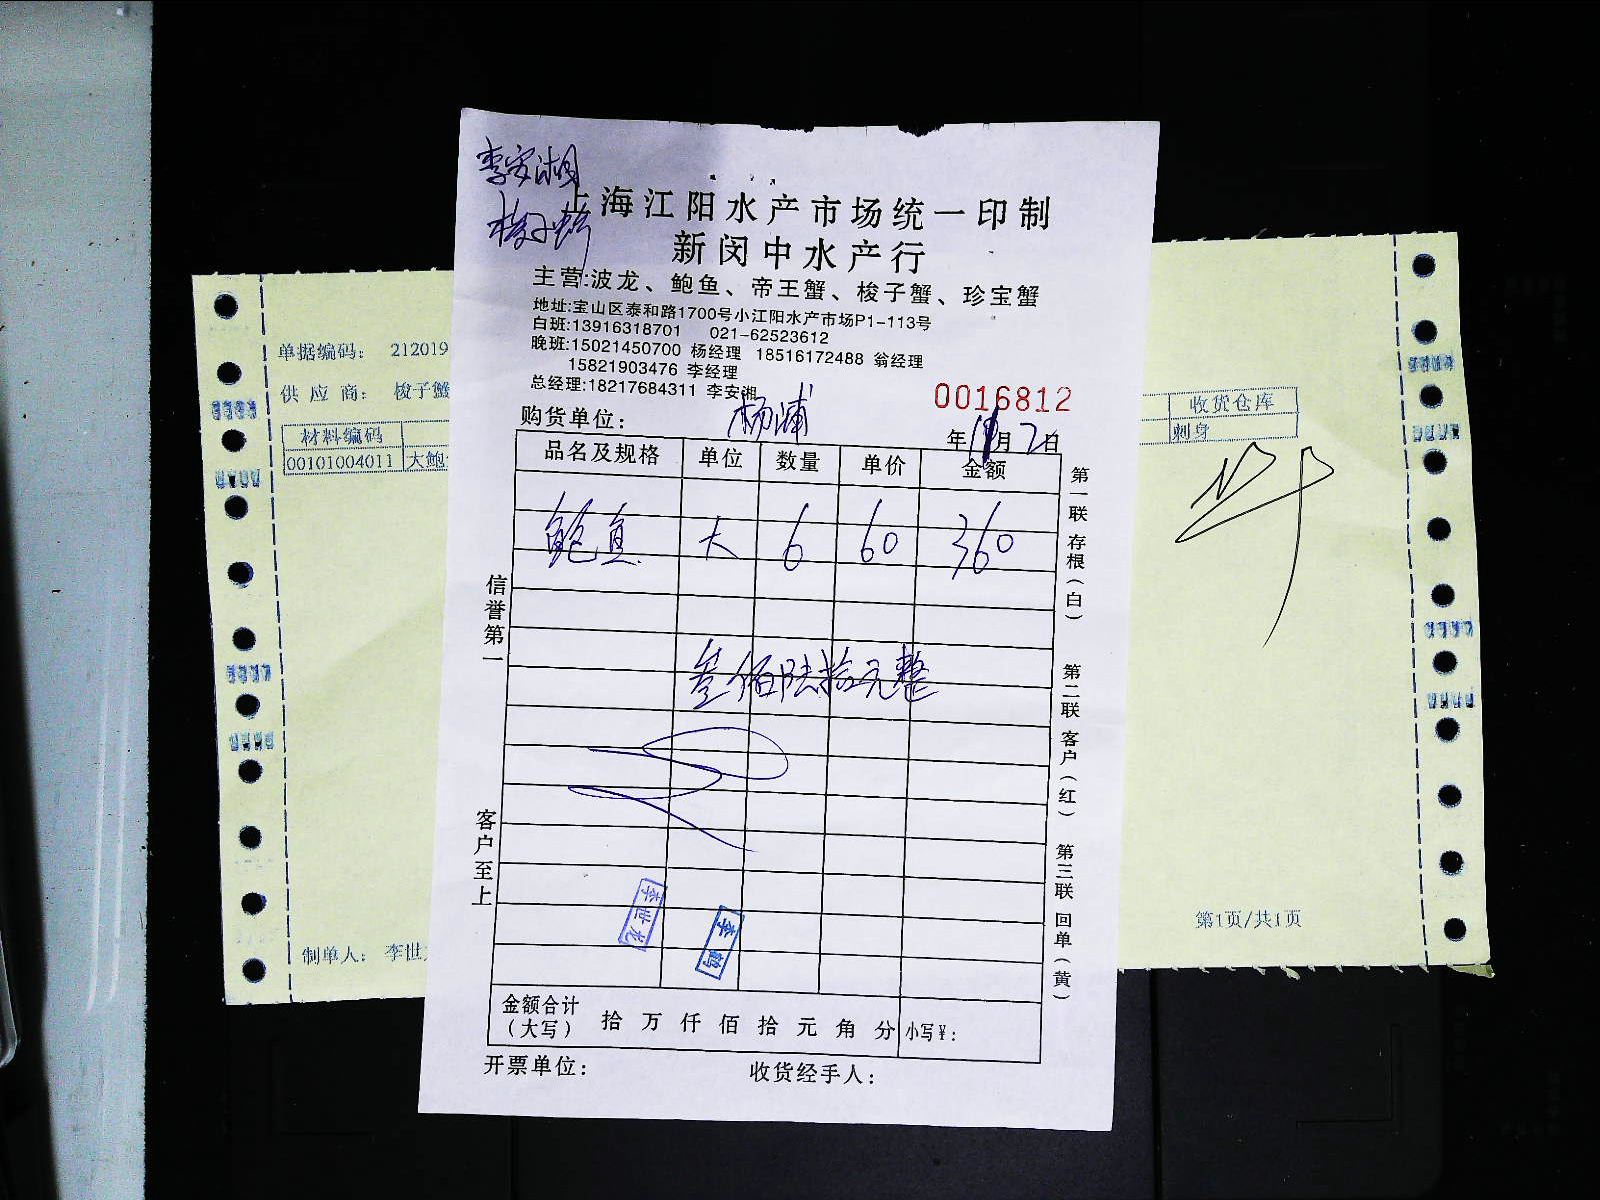 李安湘
梭子蟹
上海江阳水产市场统一印制
新闵中水产行
主营:波龙、鲍鱼、帝王蟹、梭子蟹、珍宝蟹
地址:宝山区泰和路1700号小江阳水产市场P1-113号
白班:13916318701 021-62523612
晚班:15021450700 杨经理 18516172488 翁经理
15821903476 李经理
总经理:18217684311 李安湘
0016812
购货单位: 杨浦
年 月 2日
品名及规格 单位 数量 单价 金额
鲍鱼 大 6 60 360
叁佰陆拾元整
李世龙
李鹤
金额合计
(大写) 拾 万 仟 佰 拾 元 角 分 小写¥:
开票单位: 收货经手人:
信誉第一
客户至上
第一联 存根(白)
第二联 客户(红)
第三联 回单(黄)
单据编码: 212019
供 应 商: 梭子蟹
材料编码
00101004011 大鲍
制单人: 李世
收货仓库
刺身
第1页/共1页